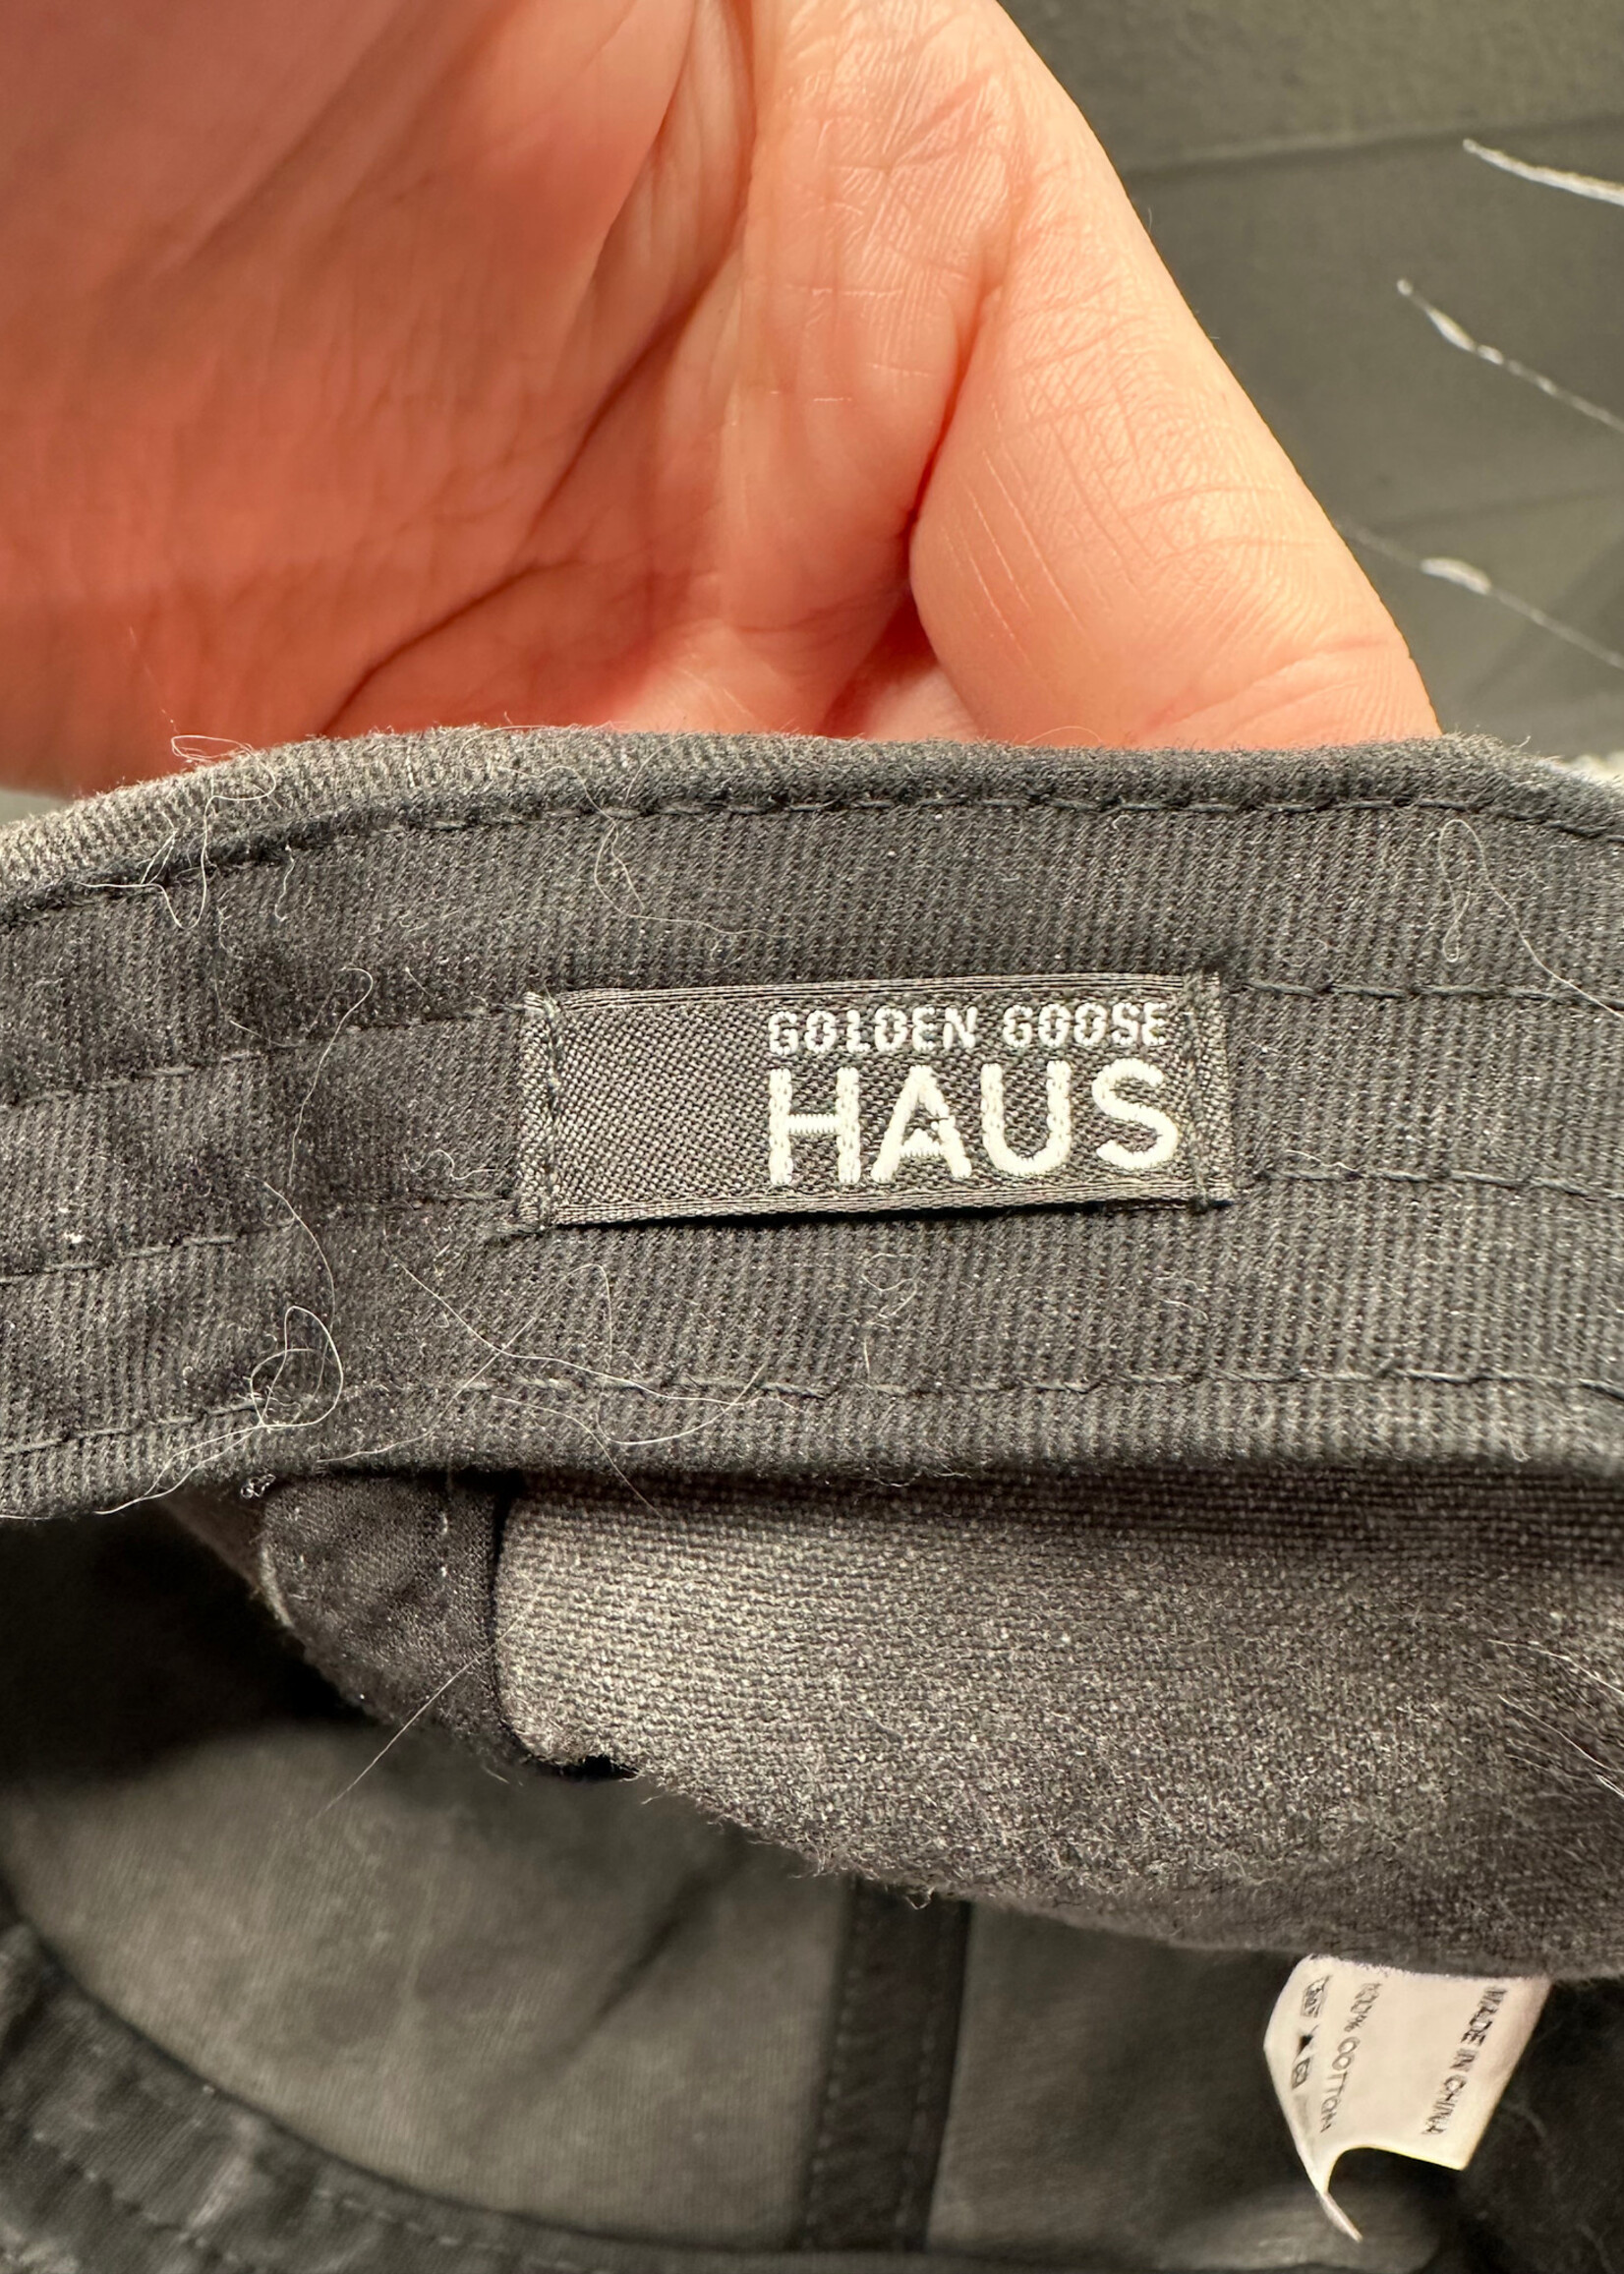 GOLDEN GOOSE
HAUS
MADE IN CHINA
100% COTTON